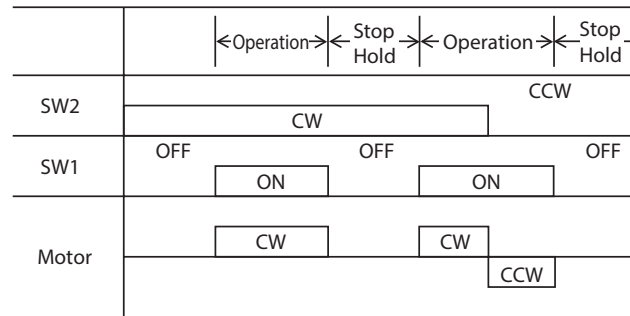 Operation Stop Hold Operation Stop Hold
SW2 CW CCW
SW1 OFF ON OFF ON OFF
Motor CW CW CCW